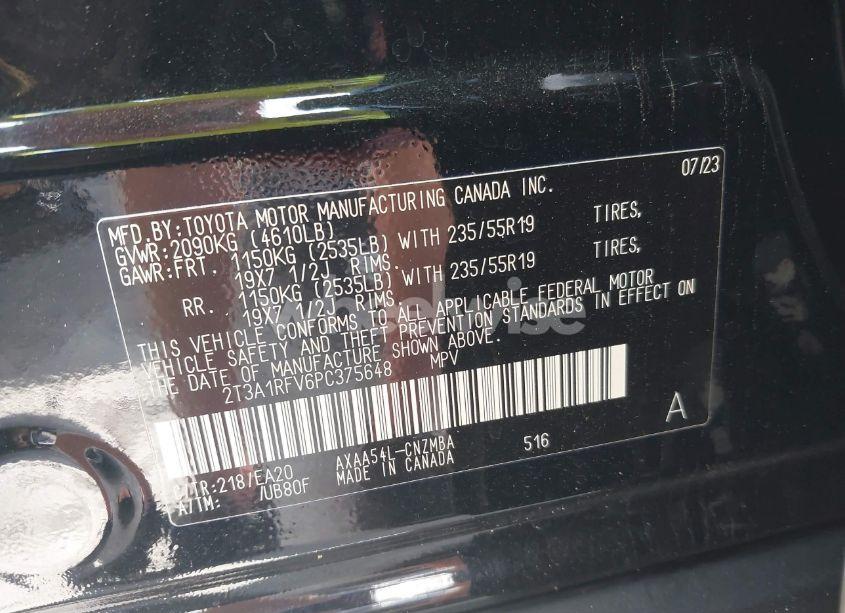 07/23
MFD.BY:TOYOTA MOTOR MANUFACTURING CANADA INC.
GVWR:2090KG (4610LB)
GAWR:FRT. 1150KG (2535LB) WITH 235/55R19 TIRES,
19X7 1/2J RIMS.
RR. 1150KG (2535LB) WITH 235/55R19 TIRES,
19X7 1/2J RIMS
THIS VEHICLE CONFORMS TO ALL APPLICABLE FEDERAL MOTOR
VEHICLE SAFETY AND THEFT PREVENTION STANDARDS IN EFFECT ON
THE DATE OF MANUFACTURE SHOWN ABOVE.
2T3A1RFV6PC375648 MPV
A
C/TR:218/EA20 AXAA54L-CNZMBA 516
A/TM: /UB80F MADE IN CANADA